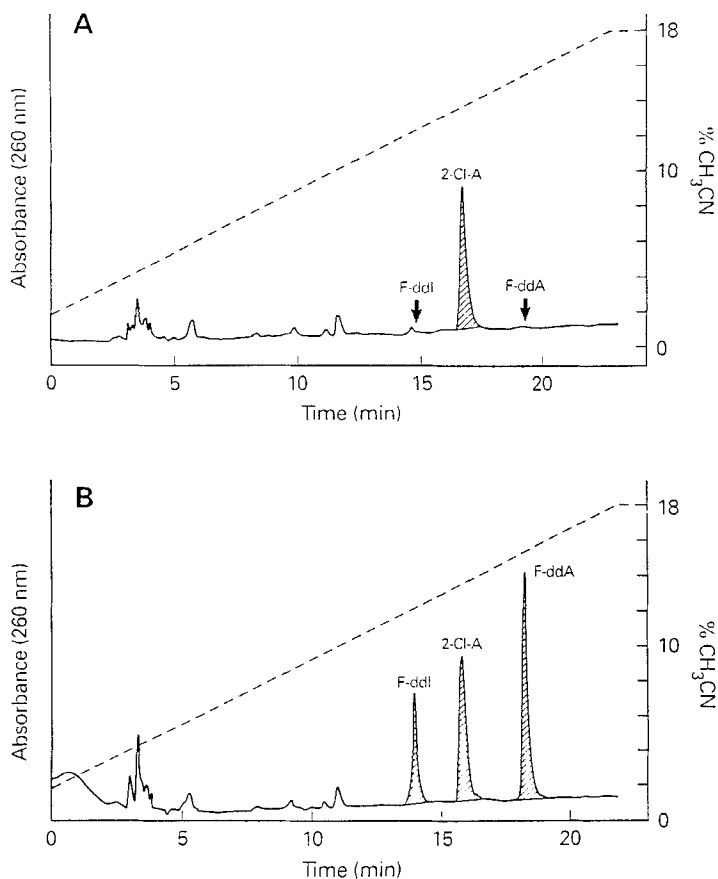 A
Absorbance (260 nm)
% CH3CN
18
10
0
F-ddI
2-Cl-A
F-ddA
0 5 10 15 20
Time (min)
B
Absorbance (260 nm)
% CH3CN
18
10
0
F-ddI
2-Cl-A
F-ddA
0 5 10 15 20
Time (min)